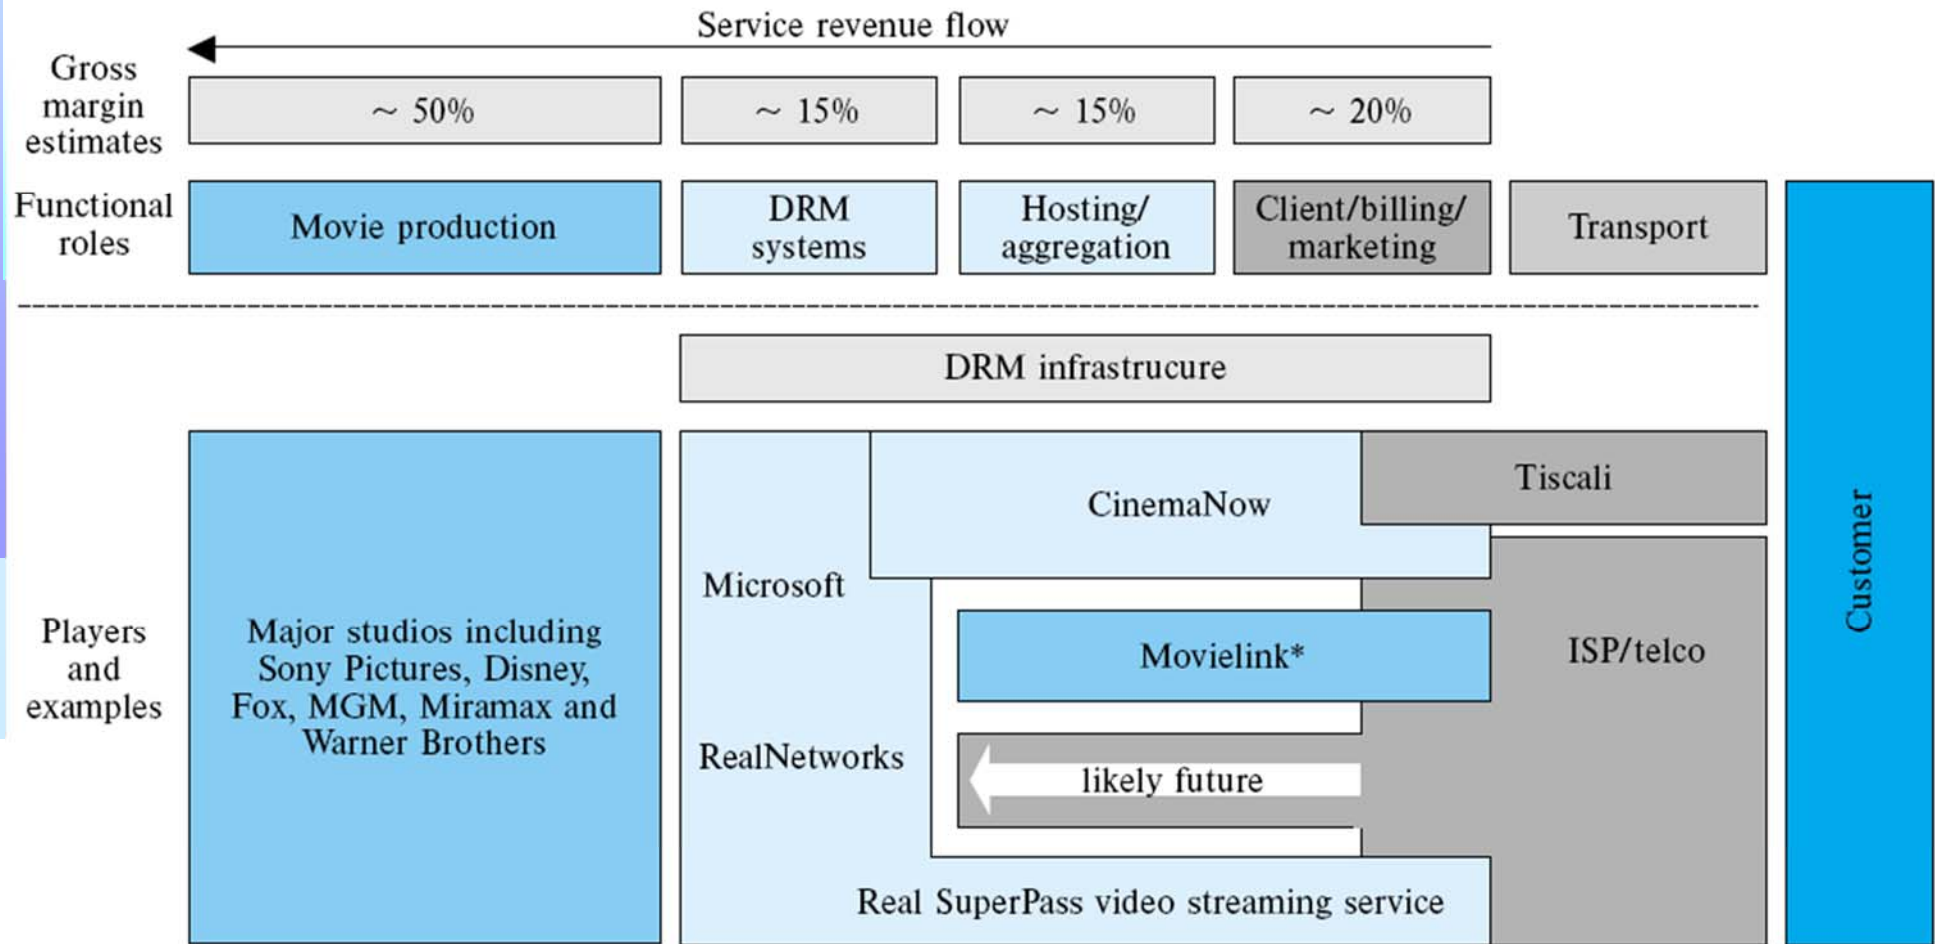 Service revenue flow
Gross
margin
estimates
~ 50%
~ 15%
~ 15%
~ 20%
Functional
roles
Movie production
DRM
systems
Hosting/
aggregation
Client/billing/
marketing
Transport
DRM infrastrucure
Players
and
examples
Major studios including
Sony Pictures, Disney,
Fox, MGM, Miramax and
Warner Brothers
Microsoft
RealNetworks
CinemaNow
Tiscali
Movielink*
ISP/telco
likely future
Real SuperPass video streaming service
Customer